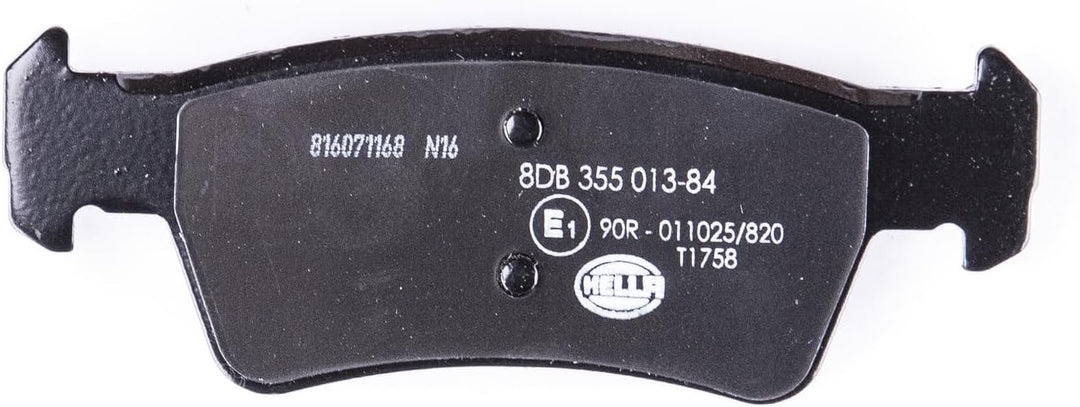 816071168 N16
8DB 355 013-84
E1 90R - 011025/820
T1758
HELLA